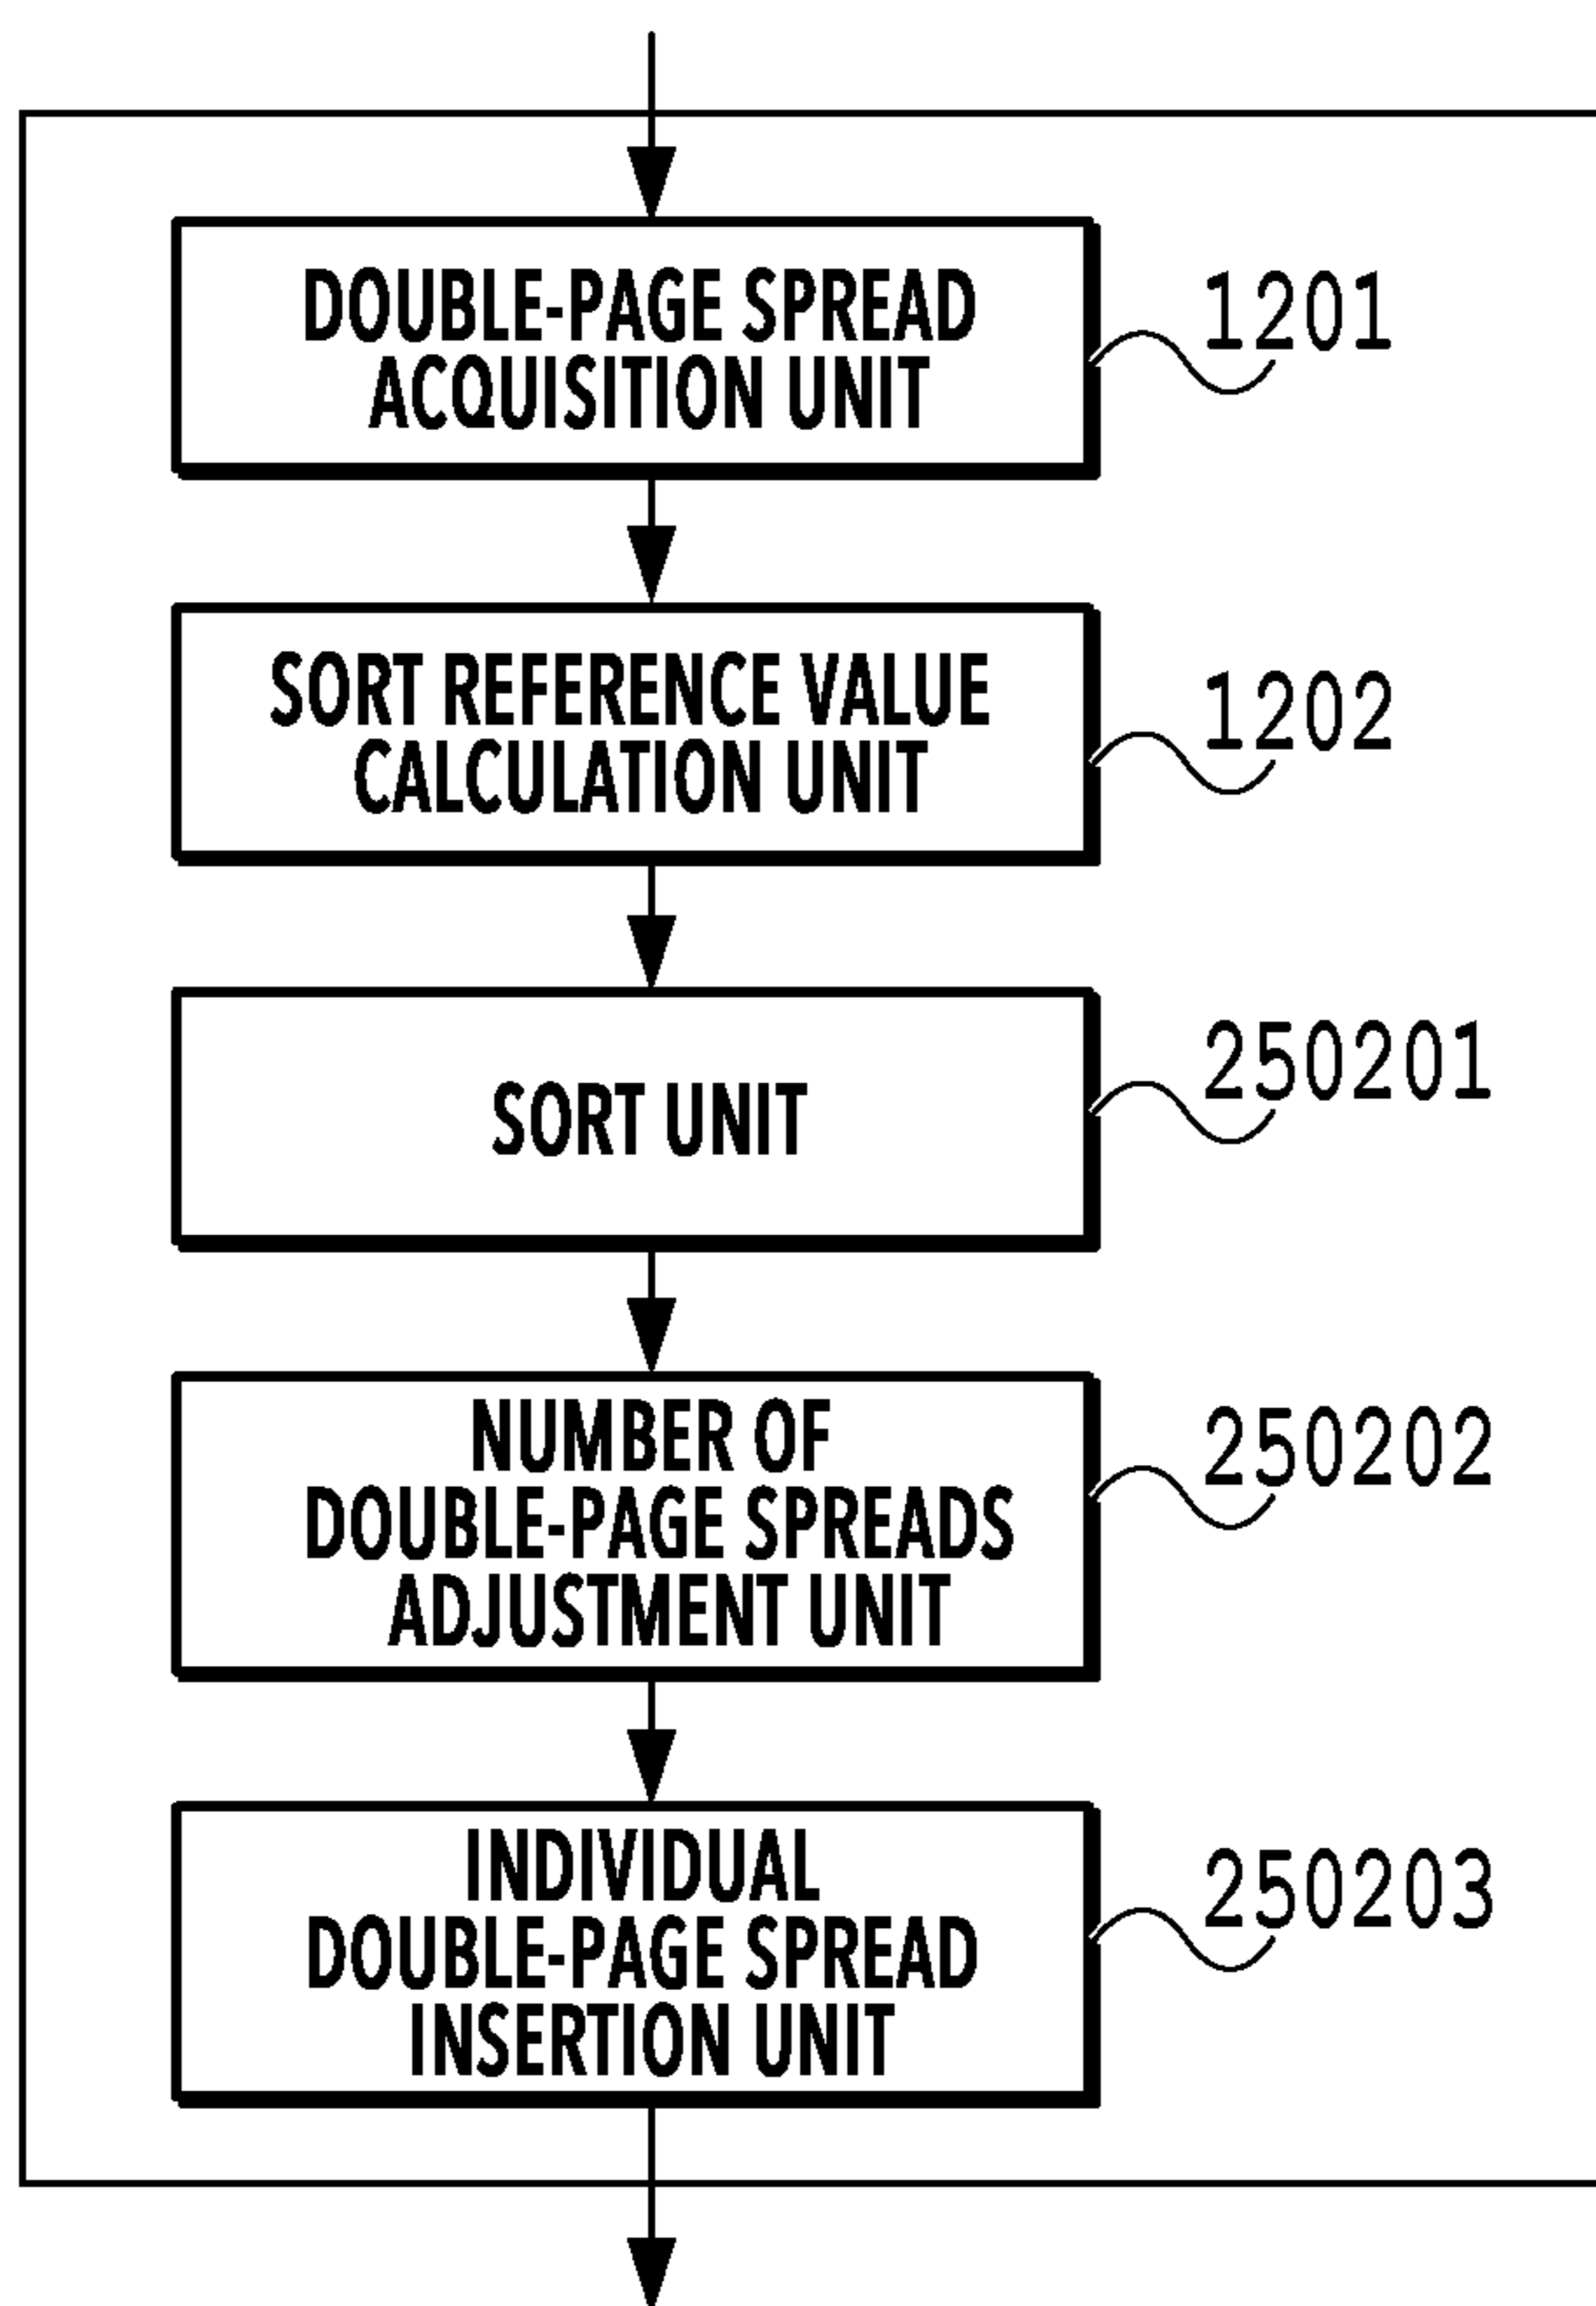 DOUBLE-PAGE SPREAD
ACQUISITION UNIT
1201
SORT REFERENCE VALUE
CALCULATION UNIT
1202
SORT UNIT
250201
NUMBER OF
DOUBLE-PAGE SPREADS
ADJUSTMENT UNIT
250202
INDIVIDUAL
DOUBLE-PAGE SPREAD
INSERTION UNIT
250203